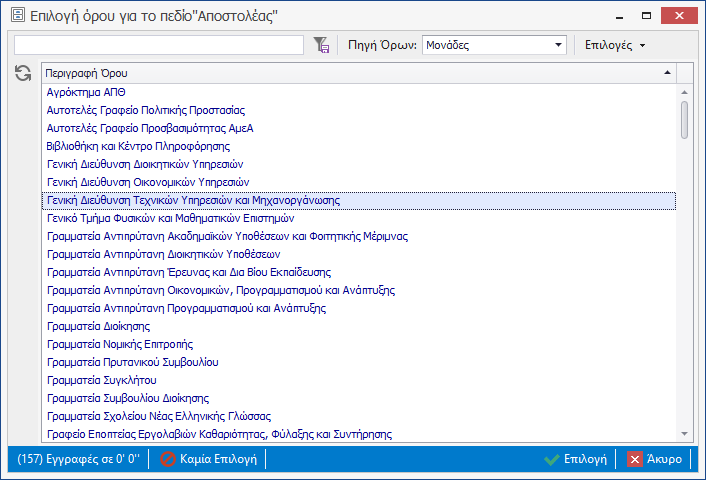 Επιλογή όρου για το πεδίο"Αποστολέας"
Πηγή Όρων: Μονάδες Επιλογές
Περιγραφή Όρου
Αγρόκτημα ΑΠΘ
Αυτοτελές Γραφείο Πολιτικής Προστασίας
Αυτοτελές Γραφείο Προσβασιμότητας ΑμεΑ
Βιβλιοθήκη και Κέντρο Πληροφόρησης
Γενική Διεύθυνση Διοικητικών Υπηρεσιών
Γενική Διεύθυνση Οικονομικών Υπηρεσιών
Γενική Διεύθυνση Τεχνικών Υπηρεσιών και Μηχανοργάνωσης
Γενικό Τμήμα Φυσικών και Μαθηματικών Επιστημών
Γραμματεία Αντιπρύτανη Ακαδημαϊκών Υποθέσεων και Φοιτητικής Μέριμνας
Γραμματεία Αντιπρύτανη Διοικητικών Υποθέσεων
Γραμματεία Αντιπρύτανη Έρευνας και Δια Βίου Εκπαίδευσης
Γραμματεία Αντιπρύτανη Οικονομικών, Προγραμματισμού και Ανάπτυξης
Γραμματεία Αντιπρύτανη Προγραμματισμού και Ανάπτυξης
Γραμματεία Διοίκησης
Γραμματεία Νομικής Επιτροπής
Γραμματεία Πρυτανικού Συμβουλίου
Γραμματεία Συγκλήτου
Γραμματεία Συμβουλίου Διοίκησης
Γραμματεία Σχολείου Νέας Ελληνικής Γλώσσας
Γραφείο Εποπτείας Εργολαβιών Καθαριότητας, Φύλαξης και Συντήρησης
(157) Εγγραφές σε 0' 0'' Καμία Επιλογή Επιλογή Άκυρο